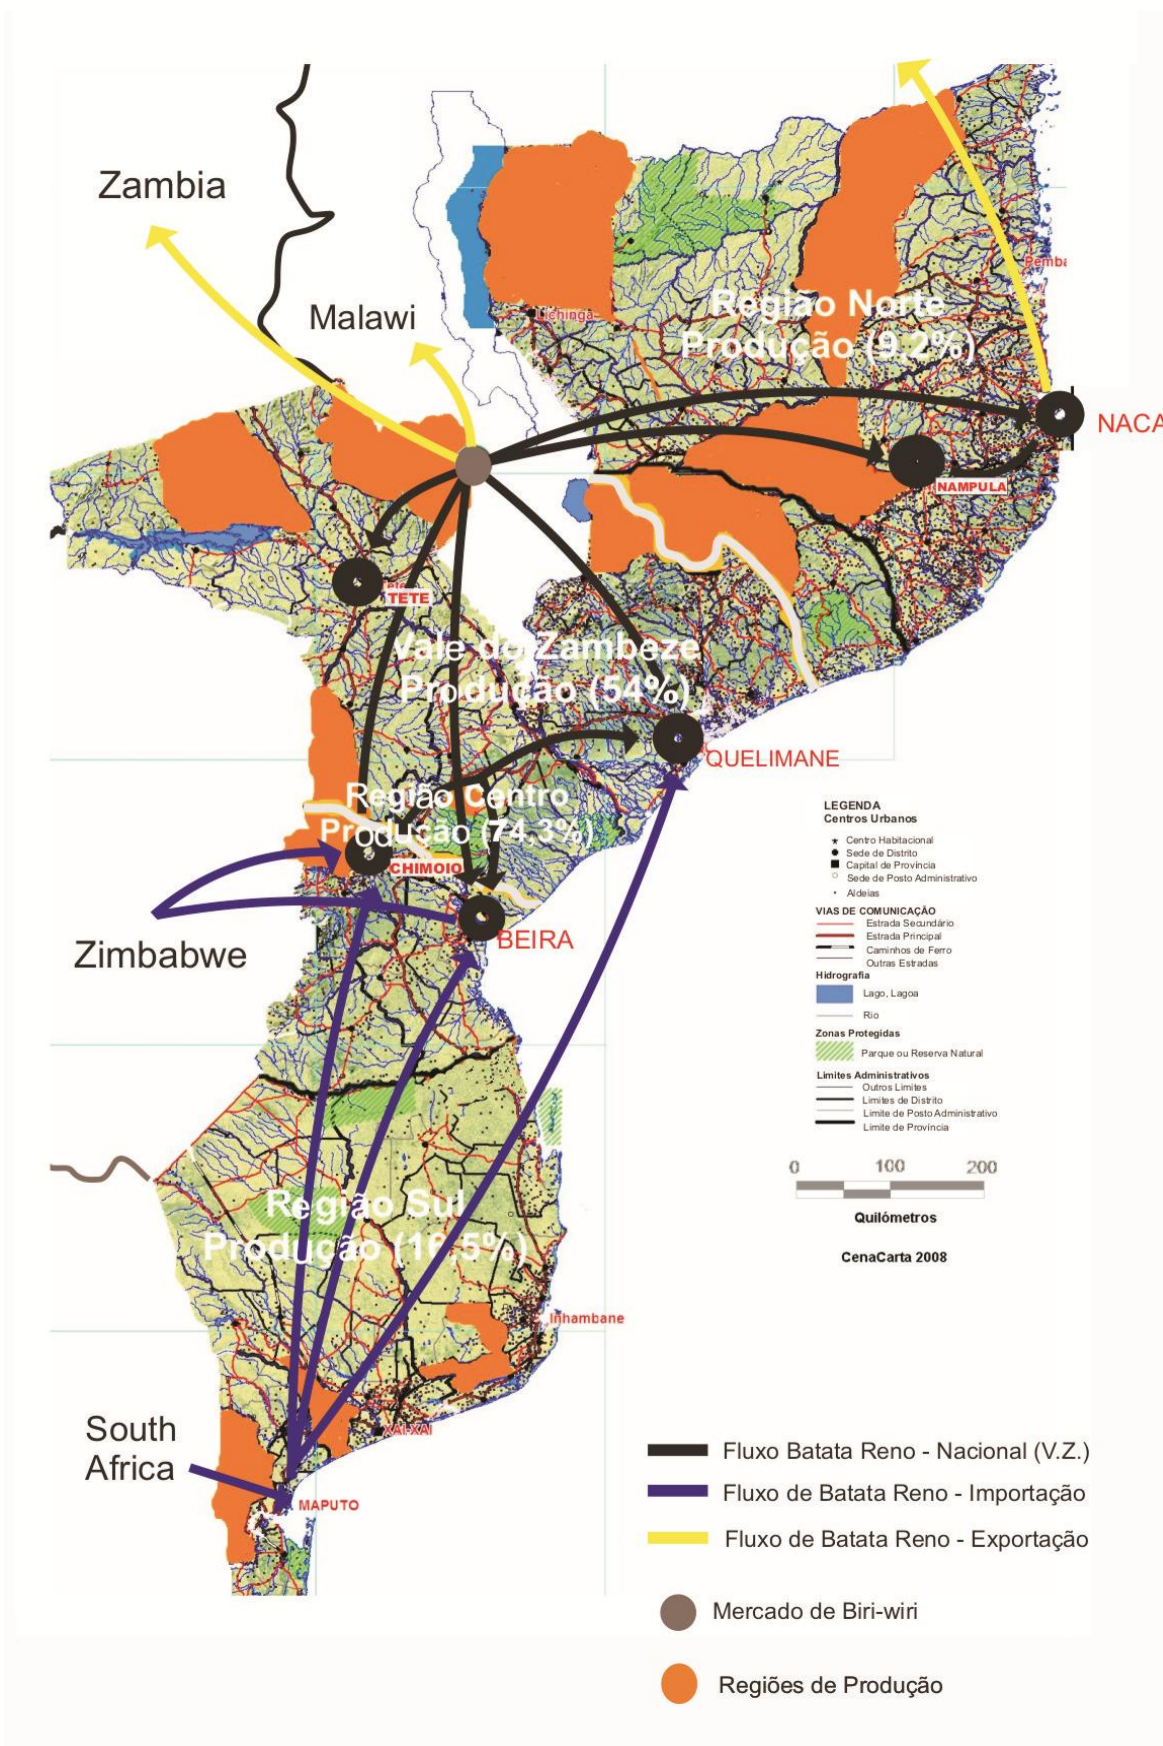 Zambia
Malawi
Pemba
Lichinga
Região Norte
Produção (9,2%)
NACA
NAMPULA
TETE
Vale do Zambeze
Produção (54%)
QUELIMANE
Região Centro
Produção (74,3%)
CHIMOIO
BEIRA
Zimbabwe
LEGENDA
Centros Urbanos
Centro Habitacional
Sede de Distrito
Capital de Província
Sede de Posto Administrativo
Aldeias
VIAS DE COMUNICAÇÃO
Estrada Secundário
Estrada Principal
Caminhos de Ferro
Outras Estradas
Hidrografia
Lago, Lagoa
Rio
Zonas Protegidas
Parque ou Reserva Natural
Limites Administrativos
Outros Limites
Limites de Distrito
Limite de Posto Administrativo
Limite de Província
0 100 200
Quilómetros
CenaCarta 2008
Região Sul
Produção (16,5%)
Inhambane
XAI-XAI
South
Africa
MAPUTO
Fluxo Batata Reno - Nacional (V.Z.)
Fluxo de Batata Reno - Importação
Fluxo de Batata Reno - Exportação
Mercado de Biri-wiri
Regiões de Produção